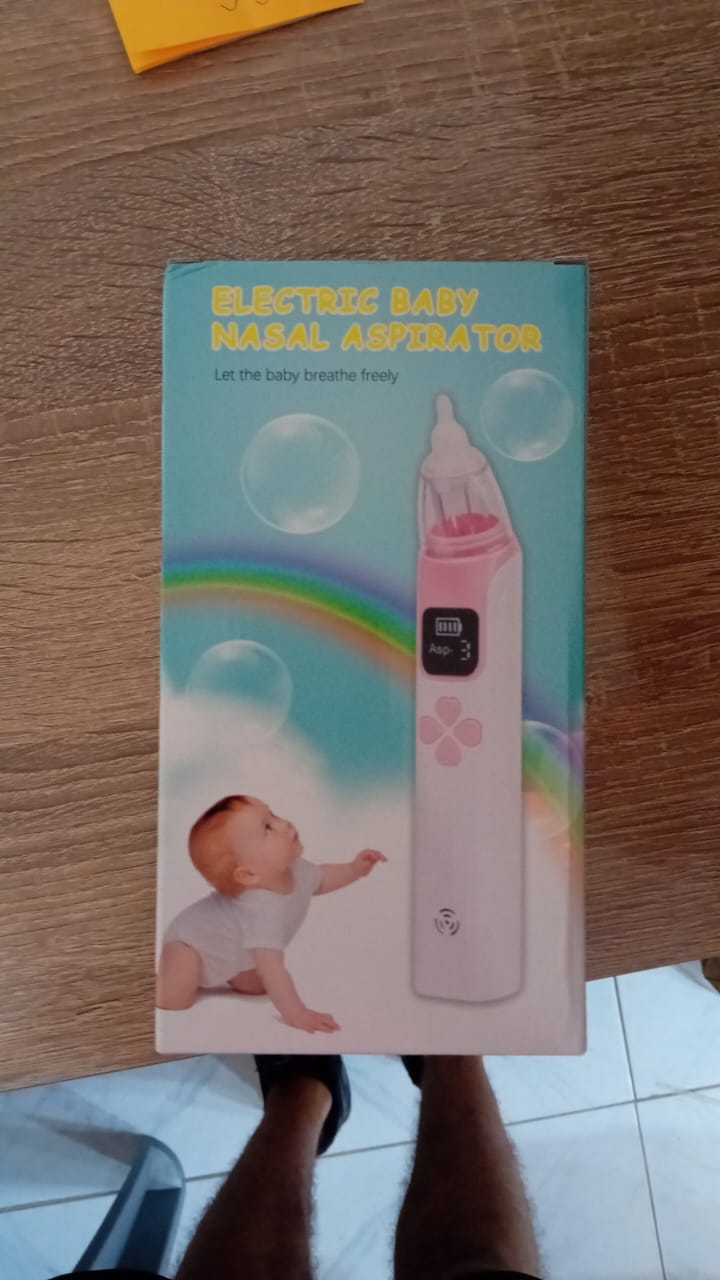 ELECTRIC BABY
NASAL ASPIRATOR
Let the baby breathe freely
Asp- 3